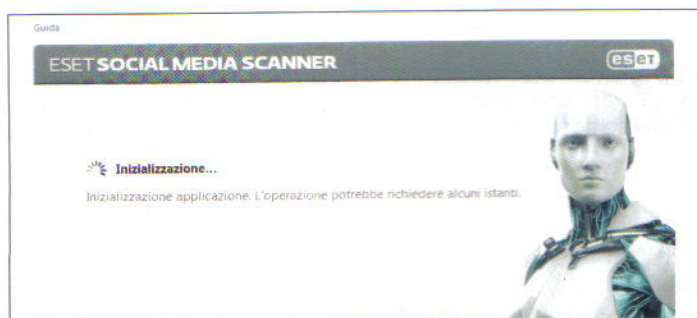 Guida
ESET SOCIAL MEDIA SCANNER
eset
Inizializzazione...
Inizializzazione applicazione. L'operazione potrebbe richiedere alcuni istanti.